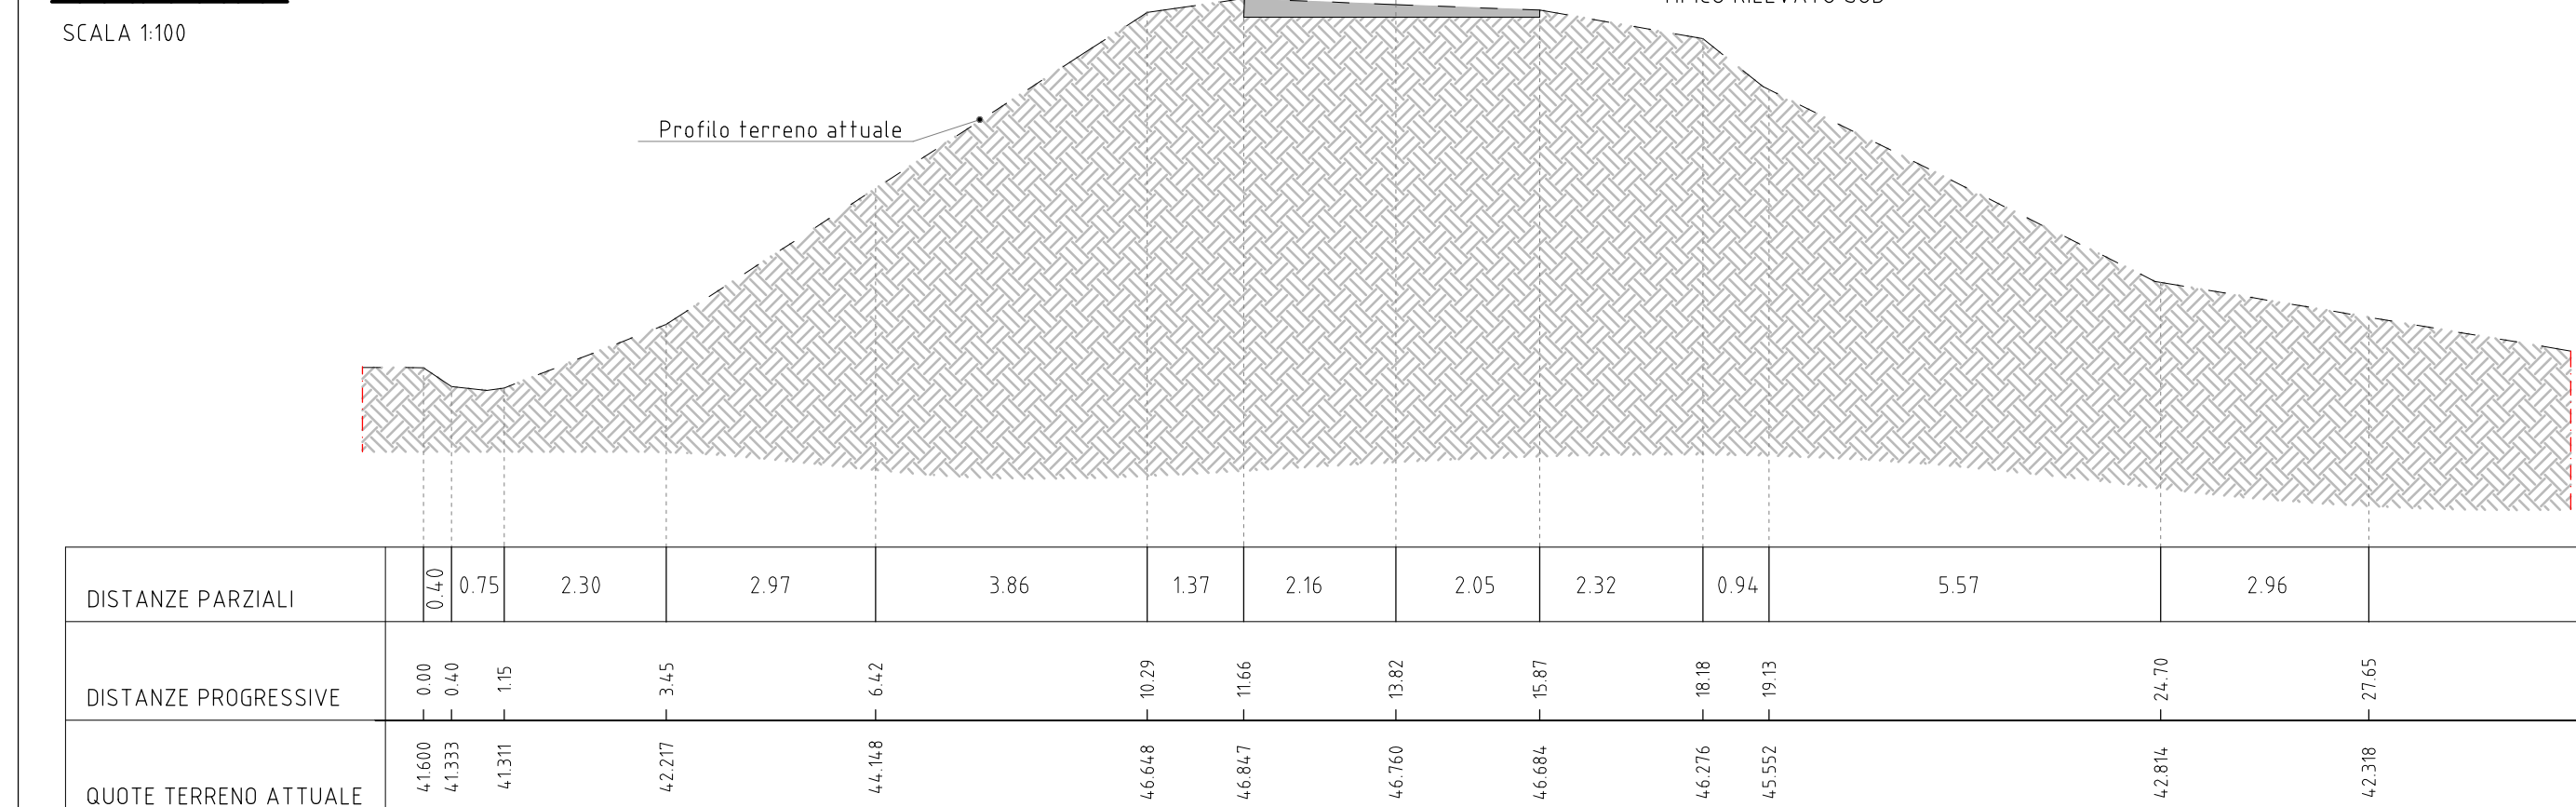 SCALA 1:100
Profilo terreno attuale
DISTANZE PARZIALI 0.40 0.75 2.30 2.97 3.86 1.37 2.16 2.05 2.32 0.94 5.57 2.96
DISTANZE PROGRESSIVE 0.00 0.40 1.15 3.45 6.42 10.29 11.66 13.82 15.87 18.18 19.13 24.70 27.65
QUOTE TERRENO ATTUALE 41.600 41.333 41.311 42.217 44.148 46.648 46.847 46.760 46.684 46.276 45.552 42.814 42.318